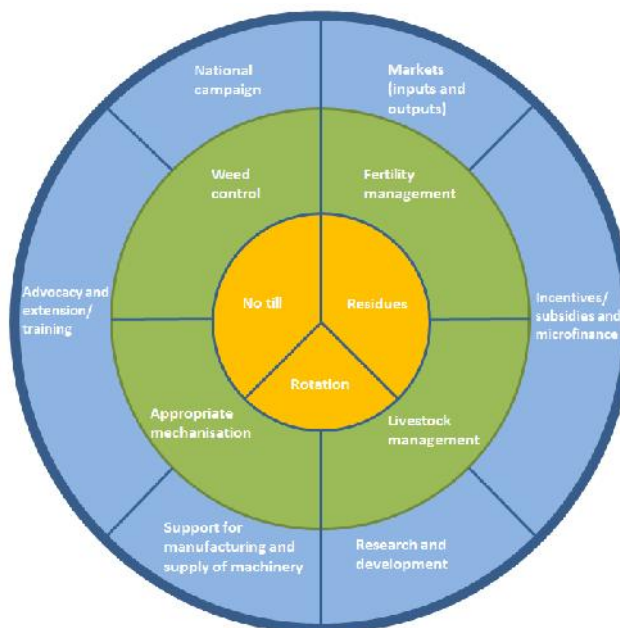 National
campaign
Markets
(inputs and
outputs)
Weed
control
Fertility
management
No till
Residues
Advocacy and
extension/
training
Incentives/
subsidies and
microfinance
Rotation
Appropriate
mechanisation
Livestock
management
Support for
manufacturing and
supply of machinery
Research and
development